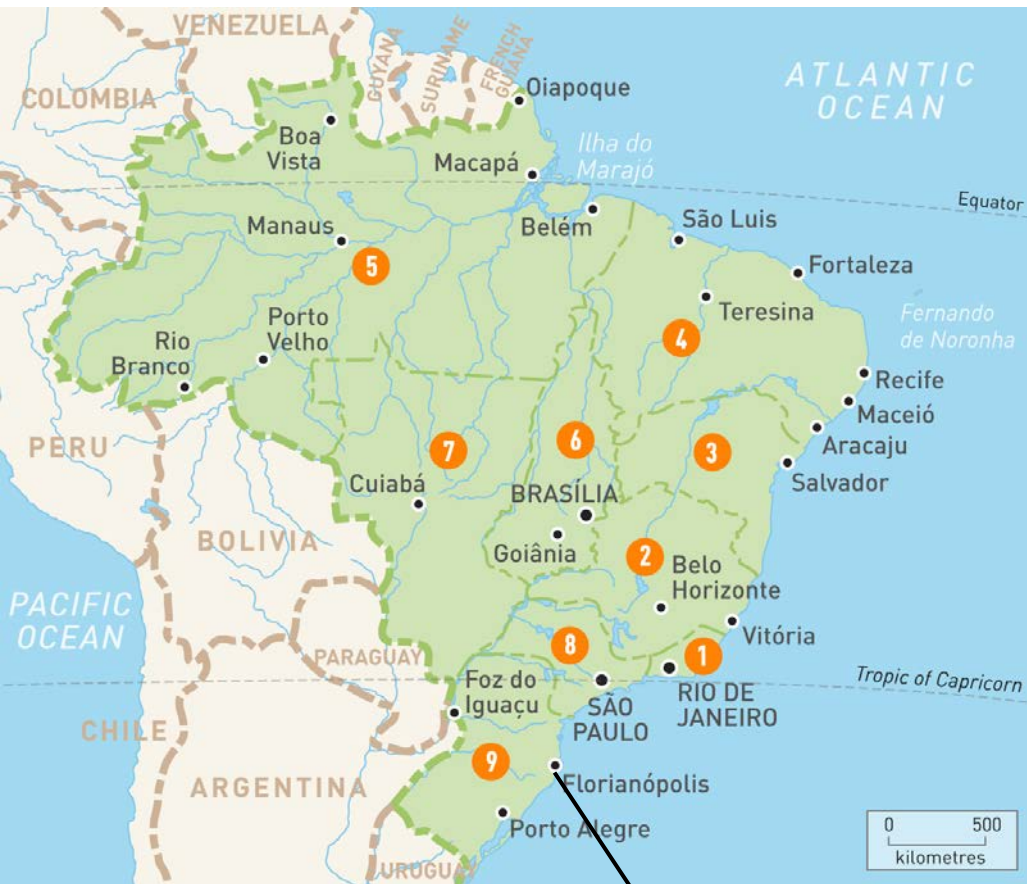 VENEZUELA
GUYANA
SURINAME
FRENCH
GUIANA
COLOMBIA
Oiapoque
ATLANTIC
OCEAN
Boa
Vista
Macapá
Ilha do
Marajó
Equator
Manaus
Belém
São Luis
5
Fortaleza
Teresina
Fernando
de Noronha
Porto
Velho
Rio
Branco
4
Recife
Maceió
Aracaju
PERU
7
6
3
Salvador
Cuiabá
BRASÍLIA
BOLIVIA
Goiânia
2
Belo
Horizonte
PACIFIC
OCEAN
Vitória
8
1
PARAGUAY
Tropic of Capricorn
Foz do
Iguaçu
SÃO
PAULO
RIO DE
JANEIRO
CHILE
9
ARGENTINA
Florianópolis
Porto Alegre
URUGUAY
0 500
kilometres